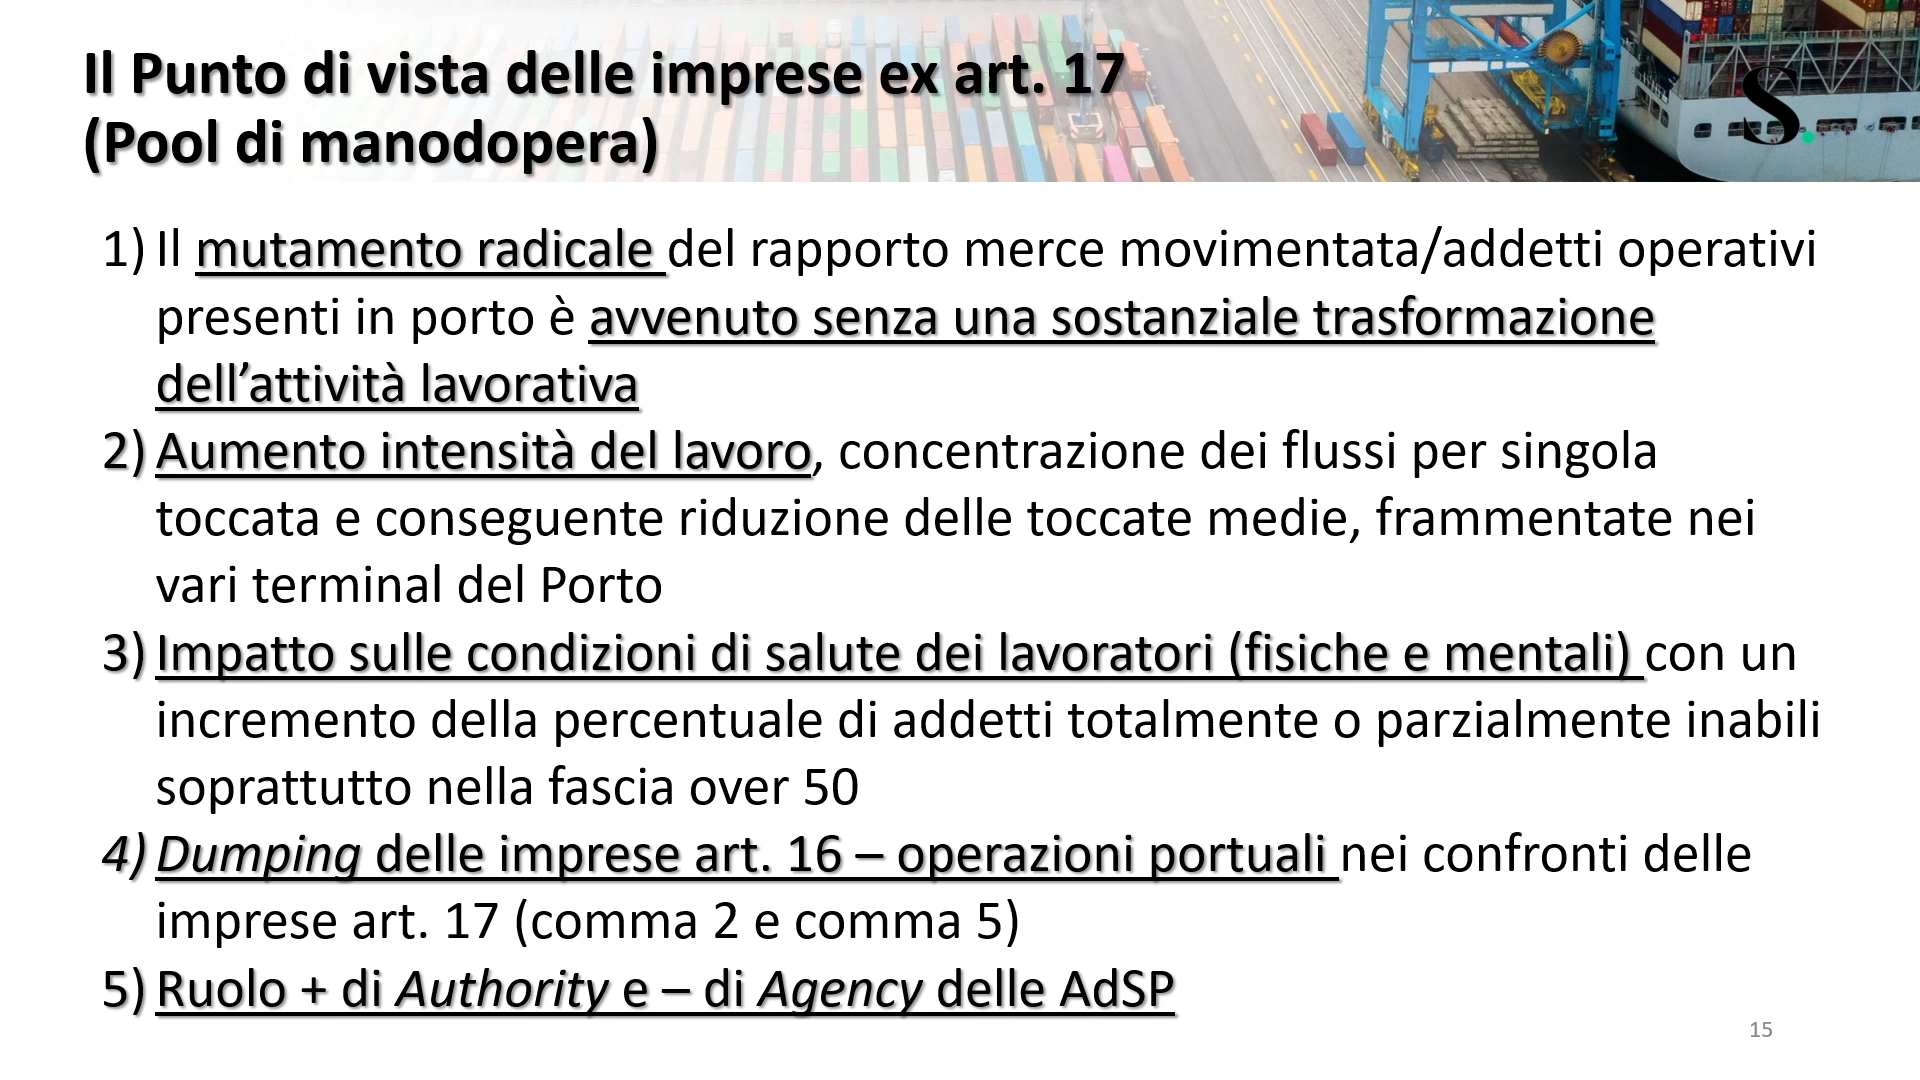 Il Punto di vista delle imprese ex art. 17
(Pool di manodopera)
S.
1) Il mutamento radicale del rapporto merce movimentata/addetti operativi
presenti in porto è avvenuto senza una sostanziale trasformazione
dell’attività lavorativa
2) Aumento intensità del lavoro, concentrazione dei flussi per singola
toccata e conseguente riduzione delle toccate medie, frammentate nei
vari terminal del Porto
3) Impatto sulle condizioni di salute dei lavoratori (fisiche e mentali) con un
incremento della percentuale di addetti totalmente o parzialmente inabili
soprattutto nella fascia over 50
4) Dumping delle imprese art. 16 – operazioni portuali nei confronti delle
imprese art. 17 (comma 2 e comma 5)
5) Ruolo + di Authority e – di Agency delle AdSP
15